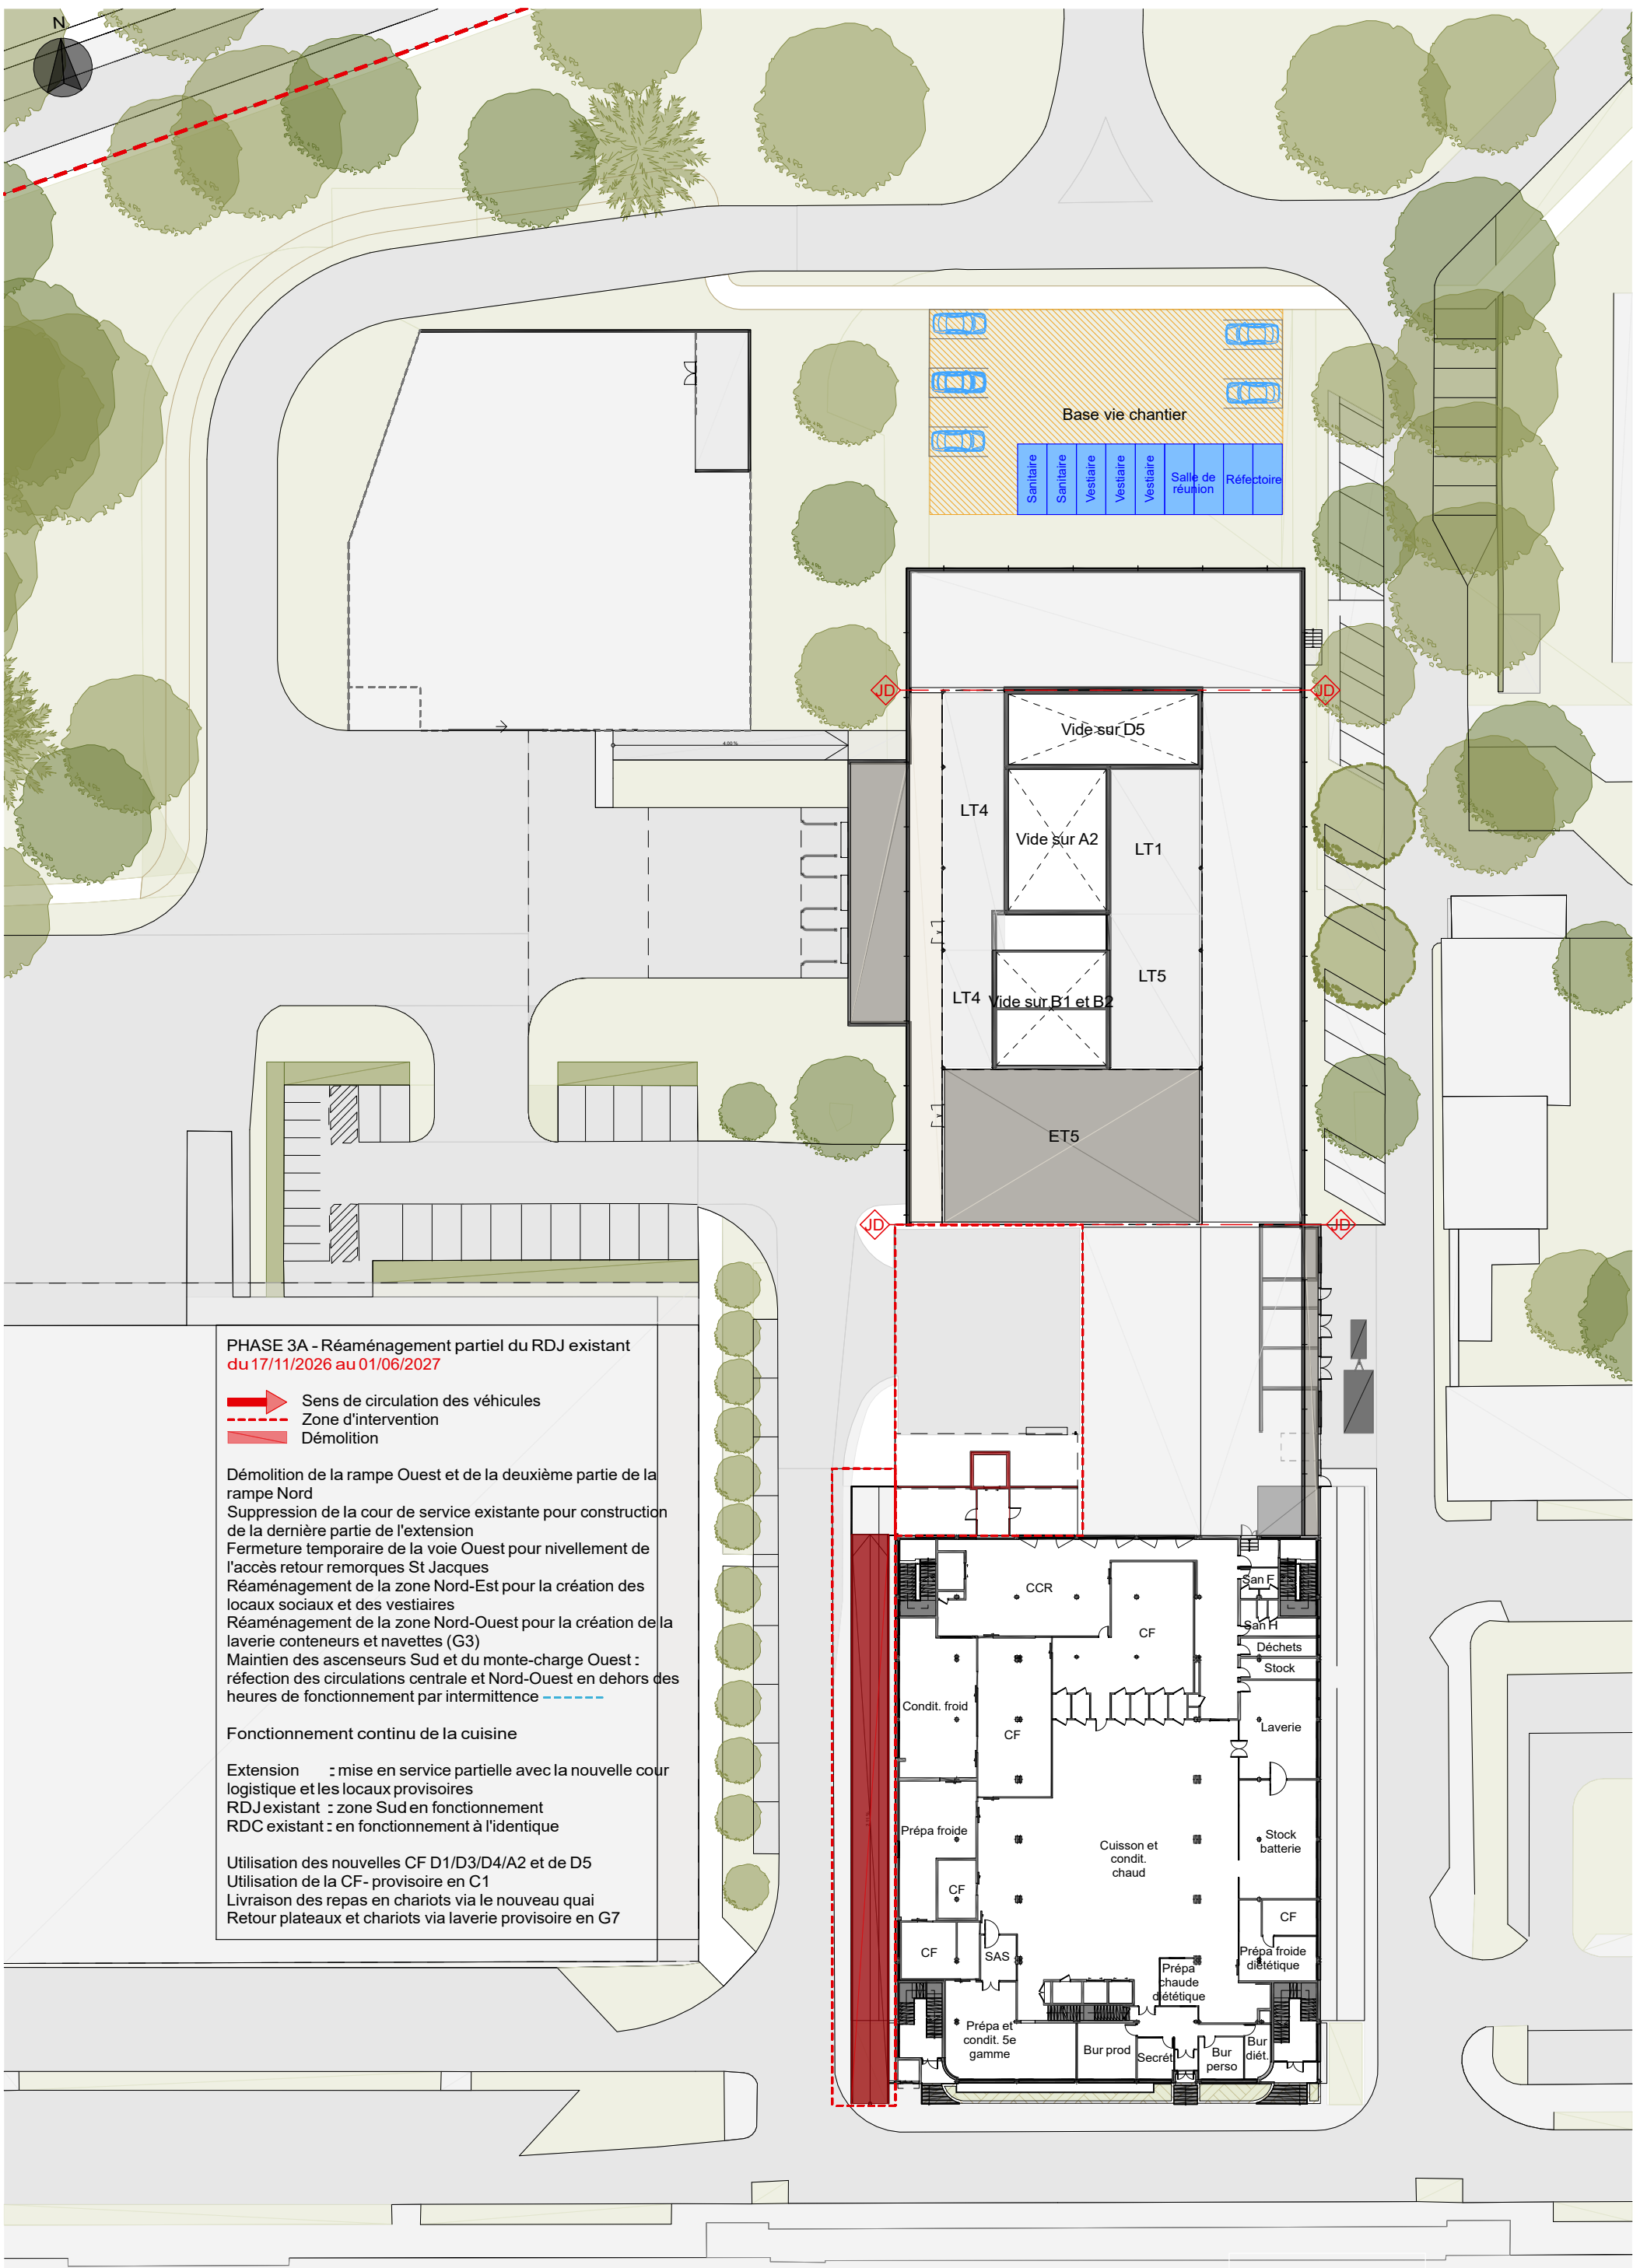 N
Base vie chantier
Sanitaire
Sanitaire
Vestiaire
Vestiaire
Vestiaire
Salle de
réunion
Réfectoire
JD
JD
Vide sur D5
4,00 %
LT4
Vide sur A2
LT1
LT5
LT4
Vide sur B1 et B2
ET5
JD
JD
PHASE 3A - Réaménagement partiel du RDJ existant
du 17/11/2026 au 01/06/2027
Sens de circulation des véhicules
Zone d'intervention
Démolition
Démolition de la rampe Ouest et de la deuxième partie de la
rampe Nord
Suppression de la cour de service existante pour construction
de la dernière partie de l'extension
Fermeture temporaire de la voie Ouest pour nivellement de
l'accès retour remorques St Jacques
Réaménagement de la zone Nord-Est pour la création des
locaux sociaux et des vestiaires
Réaménagement de la zone Nord-Ouest pour la création de la
laverie conteneurs et navettes (G3)
Maintien des ascenseurs Sud et du monte-charge Ouest :
réfection des circulations centrale et Nord-Ouest en dehors des
heures de fonctionnement par intermittence
Fonctionnement continu de la cuisine
Extension : mise en service partielle avec la nouvelle cour
logistique et les locaux provisoires
RDJ existant : zone Sud en fonctionnement
RDC existant : en fonctionnement à l'identique
Utilisation des nouvelles CF D1/D3/D4/A2 et de D5
Utilisation de la CF- provisoire en C1
Livraison des repas en chariots via le nouveau quai
Retour plateaux et chariots via laverie provisoire en G7
CCR
San F
CF
San H
Déchets
Stock
Condit. froid
CF
Laverie
Prépa froide
Cuisson et
condit.
chaud
Stock
batterie
CF
CF
CF
SAS
Prépa froide
diététique
Prépa
chaude
diététique
Prépa et
condit. 5e
gamme
Bur prod
Secrét
Bur
perso
Bur
diét.